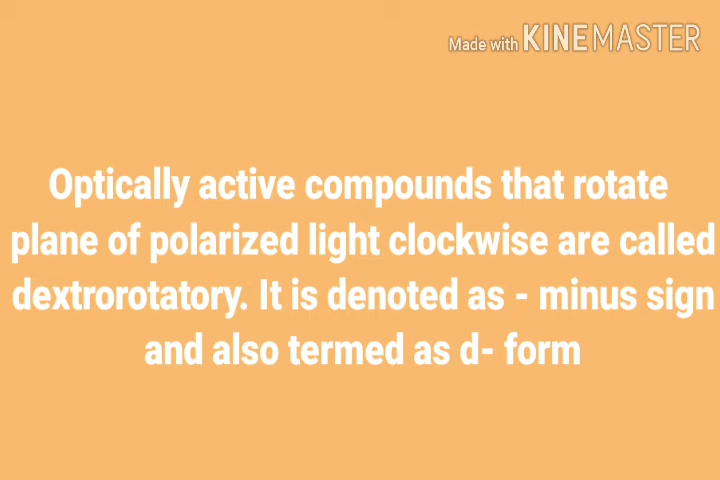 Made with KINEMASTER
Optically active compounds that rotate
plane of polarized light clockwise are called
dextrorotatory. It is denoted as - minus sign
and also termed as d- form